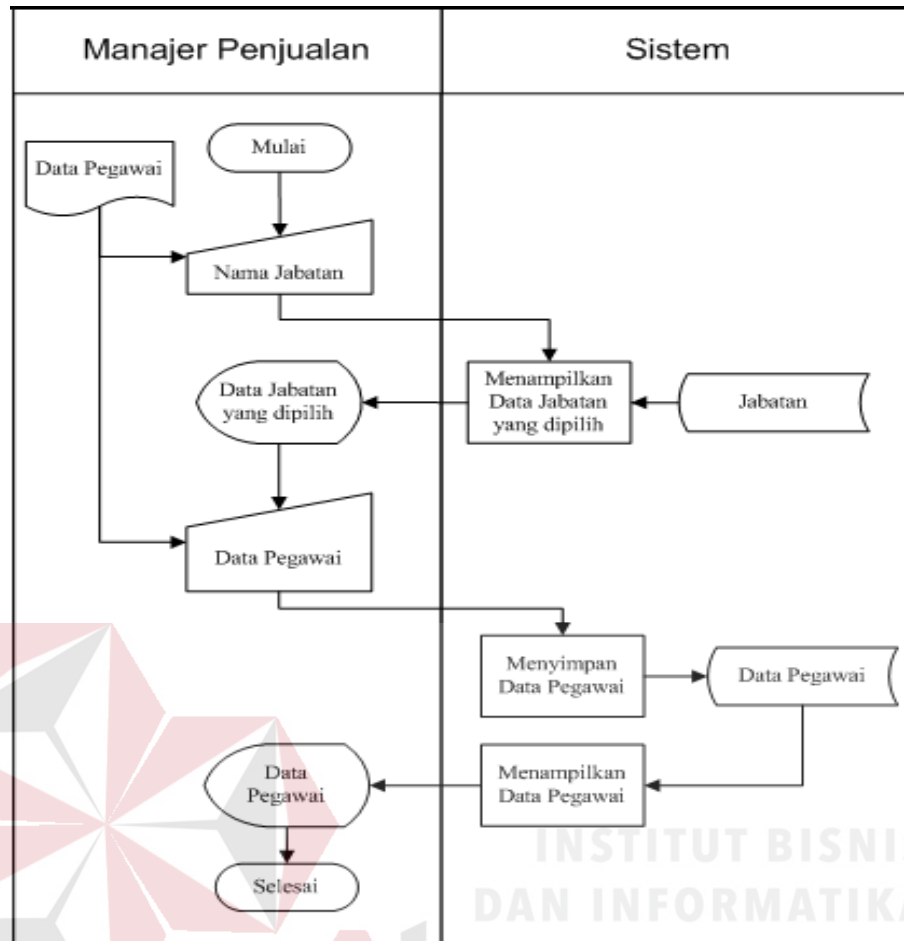 Manajer Penjualan
Sistem
Mulai
Data Pegawai
Nama Jabatan
Data Jabatan
yang dipilih
Menampilkan
Data Jabatan
yang dipilih
Jabatan
Data Pegawai
Menyimpan
Data Pegawai
Data Pegawai
Data
Pegawai
Menampilkan
Data Pegawai
Selesai
INSTITUT BISNIS
DAN INFORMATIKA